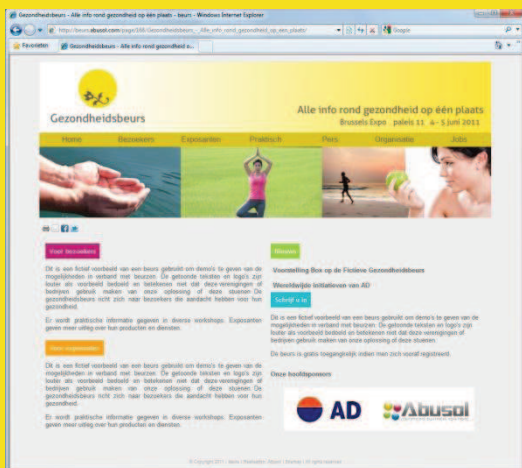 Gezondheidsbeurs - Alle info rond gezondheid op één plaats - beurs - Windows Internet Explorer
Google
Favorieten
Gezondheidsbeurs - Alle info rond gezondheid o...
Gezondheidsbeurs
Alle info rond gezondheid op één plaats
Brussels Expo paleis 11 4 - 5 juni 2011
Home Bezoekers Exposanten Praktisch Pers Organisatie Jobs
Voor bezoekers
Dit is een fictief voorbeeld van een beurs gebruikt om demo's te geven van de
mogelijkheden in verband met beurzen. De getoonde teksten en logo's zijn
louter als voorbeeld bedoeld en betekenen niet dat deze verenigingen of
bedrijven gebruik maken van onze oplossing of deze steunen. De
gezondheidsbeurs richt zich naar bezoekers die aandacht hebben voor hun
gezondheid.
Er wordt praktische informatie gegeven in diverse workshops. Exposanten
geven meer uitleg over hun producten en diensten.
Voor exposanten
Dit is een fictief voorbeeld van een beurs gebruikt om demo's te geven van de
mogelijkheden in verband met beurzen. De getoonde teksten en logo's zijn
louter als voorbeeld bedoeld en betekenen niet dat deze verenigingen of
bedrijven gebruik maken van onze oplossing of deze steunen. De
gezondheidsbeurs richt zich naar bezoekers die aandacht hebben voor hun
gezondheid.
Er wordt praktische informatie gegeven in diverse workshops. Exposanten
geven meer uitleg over hun producten en diensten.
Nieuws
Voorstelling Box op de Fictieve Gezondheidbeurs
Wereldwijde initiatieven van AD
Schrijf u in
Dit is een fictief voorbeeld van een beurs gebruikt om demo's te geven van de
mogelijkheden in verband met beurzen. De getoonde teksten en logo's zijn
louter als voorbeeld bedoeld en betekenen niet dat deze verenigingen of
bedrijven gebruik maken van onze oplossing of deze steunen.
De beurs is gratis toegangelijk indien men zich vooraf registreerd.
Onze hoofdsponsors
AD Abusol